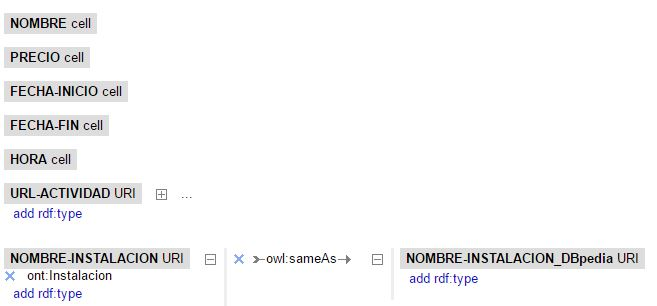 NOMBRE cell
PRECIO cell
FECHA-INICIO cell
FECHA-FIN cell
HORA cell
URL-ACTIVIDAD URI ...
add rdf:type
NOMBRE-INSTALACION URI owl:sameAs NOMBRE-INSTALACION_DBpedia URI
ont:Instalacion add rdf:type
add rdf:type